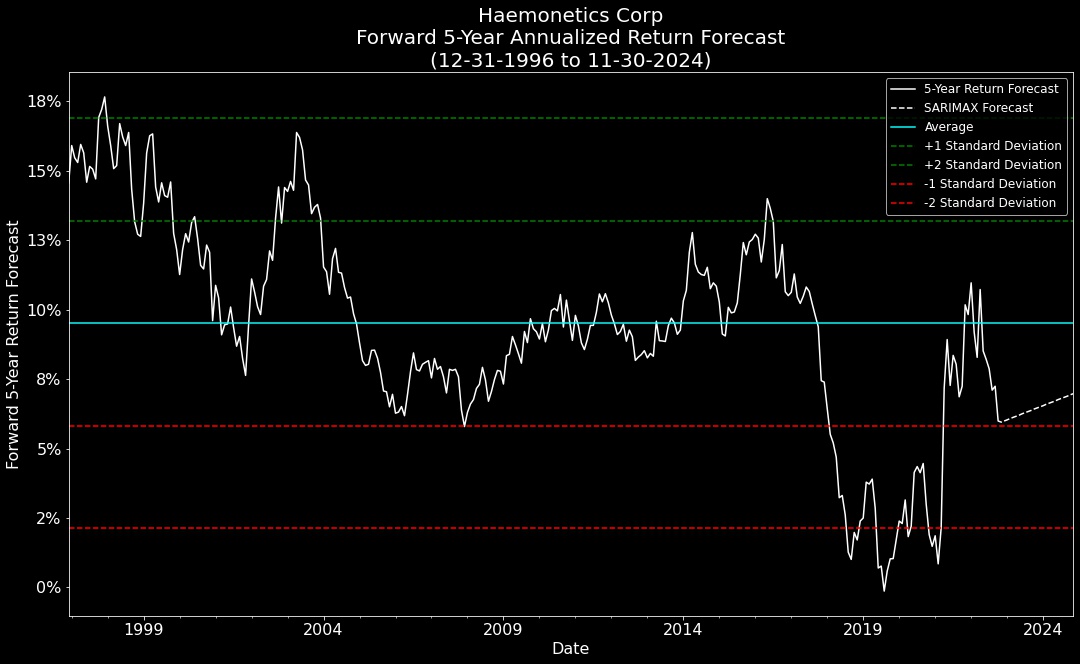 Haemonetics Corp
Forward 5-Year Annualized Return Forecast
(12-31-1996 to 11-30-2024)
5-Year Return Forecast
SARIMAX Forecast
Average
+1 Standard Deviation
+2 Standard Deviation
-1 Standard Deviation
-2 Standard Deviation
Forward 5-Year Return Forecast
18%
15%
13%
10%
8%
5%
2%
0%
1999
2004
2009
2014
2019
2024
Date